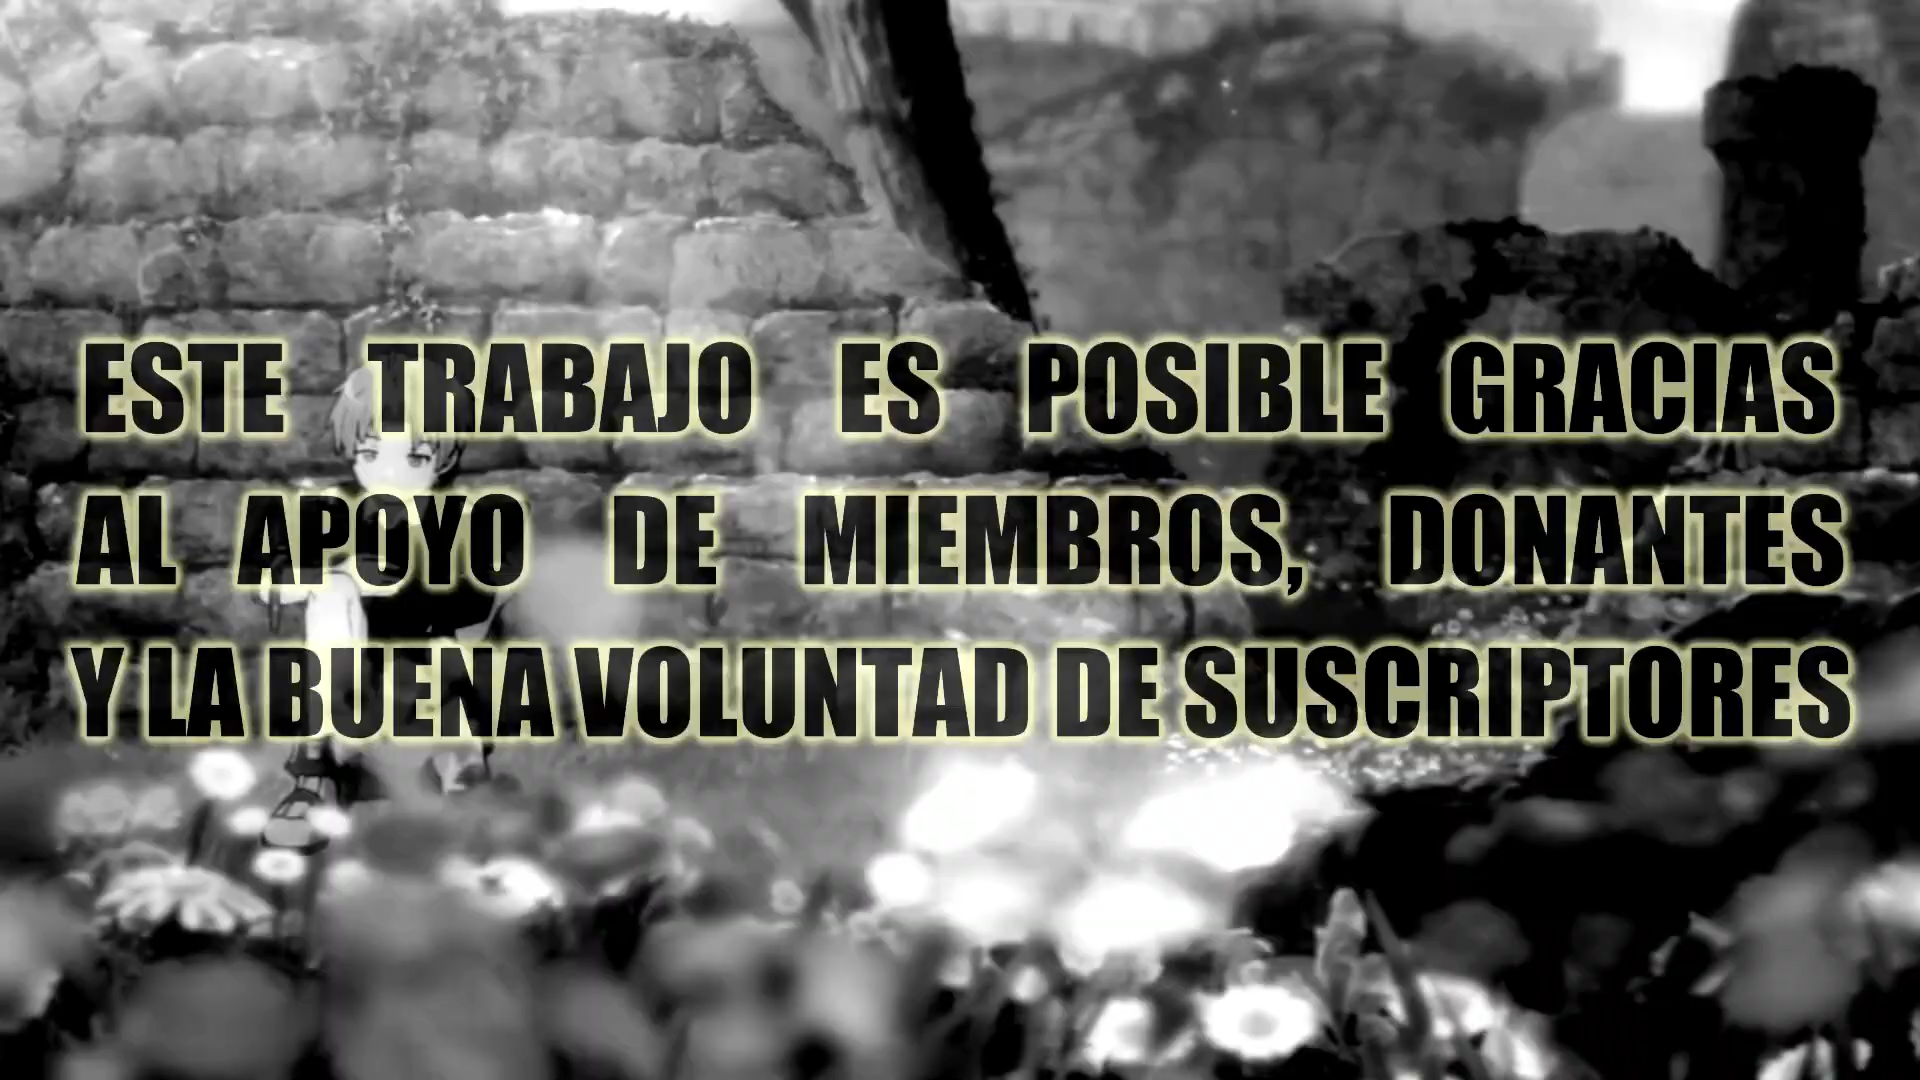 ESTE TRABAJO ES POSIBLE GRACIAS
AL APOYO DE MIEMBROS, DONANTES
Y LA BUENA VOLUNTAD DE SUSCRIPTORES